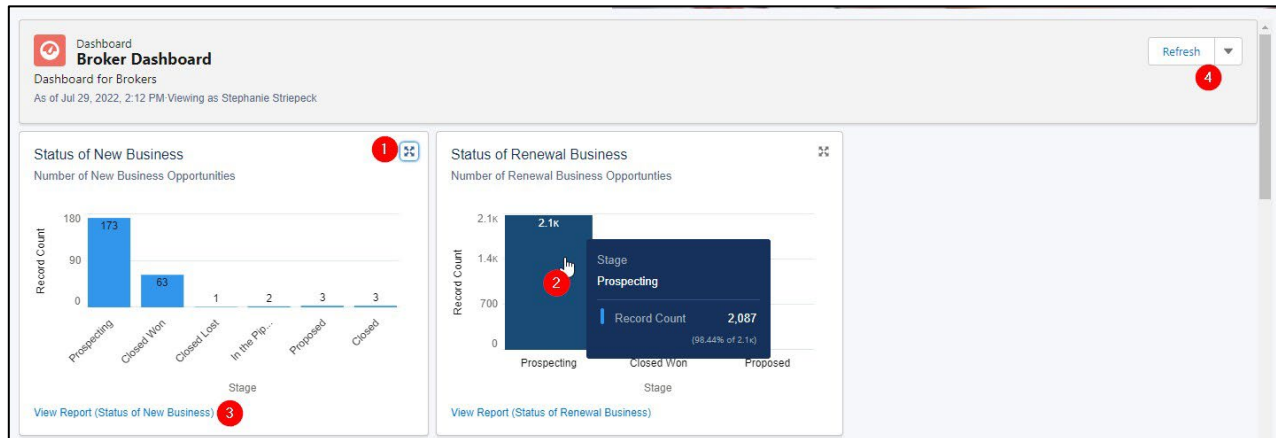 Dashboard
Broker Dashboard
Dashboard for Brokers
As of Jul 29, 2022, 2:12 PM·Viewing as Stephanie Striepeck
Refresh
4
Status of New Business
1
Number of New Business Opportunities
Record Count
180
90
0
173
63
1
2
3
3
Prospecting
Closed Won
Closed Lost
In the Pip...
Proposed
Closed
Stage
View Report (Status of New Business)
3
Status of Renewal Business
Number of Renewal Business Opportunties
Record Count
2.1K
1.4K
700
0
2.1K
2
Stage
Prospecting
Record Count 2,087
(98.44% of 2.1K)
Prospecting
Closed Won
Proposed
Stage
View Report (Status of Renewal Business)